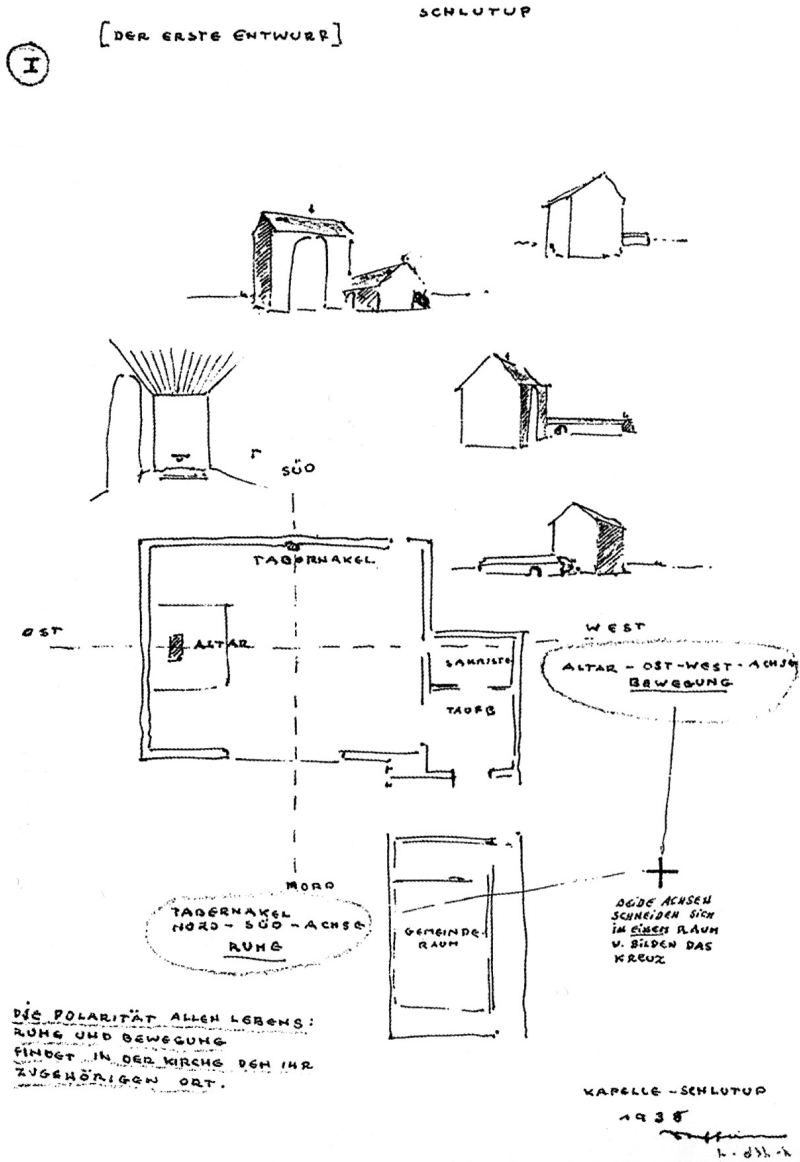 SCHLUTUP
[DER ERSTE ENTWURF]
I
SÜD
TABERNAKEL
OST
ALTAR
WEST
SAKRISTE
TAUFE
ALTAR – OST-WEST-ACHSE
BEWEGUNG
NORD
TABERNAKEL
NORD - SÜD - ACHSE
RUHE
GEMEINDE-
RAUM
BEIDE ACHSEN
SCHNEIDEN SICH
IN EINEM RAUM
U. BILDEN DAS
KREUZ
DIE POLARITÄT ALLEN LEBENS:
RUHE UND BEWEGUNG
FINDET IN DER KIRCHE DEN IHR
ZUGEHÖRIGEN ORT.
KAPELLE - SCHLUTUP